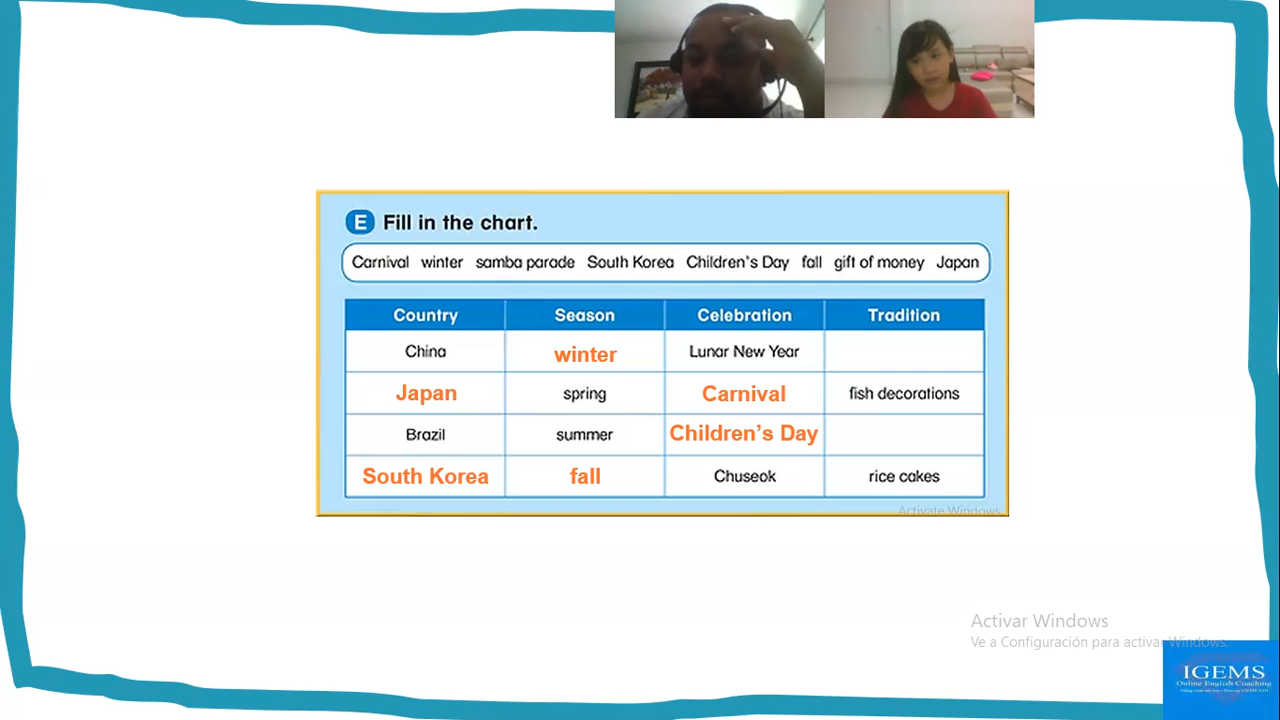 E Fill in the chart.
Carnival winter samba parade South Korea Children's Day fall gift of money Japan
Country Season Celebration Tradition
China winter Lunar New Year
Japan spring Carnival fish decorations
Brazil summer Children's Day
South Korea fall Chuseok rice cakes
Activate Windows
Activar Windows
Ve a Configuración para activar Windows.
IGEMS
Online English Coaching